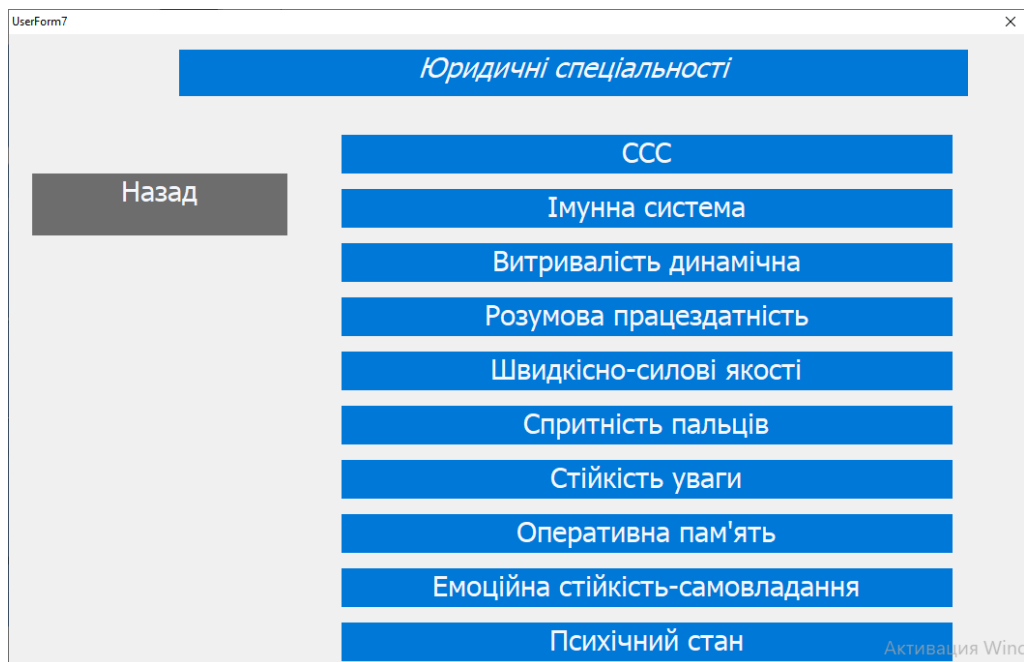 UserForm7
Юридичні спеціальності
ССС
Назад
Імунна система
Витривалість динамічна
Розумова працездатність
Швидкісно-силові якості
Спритність пальців
Стійкість уваги
Оперативна пам'ять
Емоційна стійкість-самовладання
Психічний стан
Активация Wind